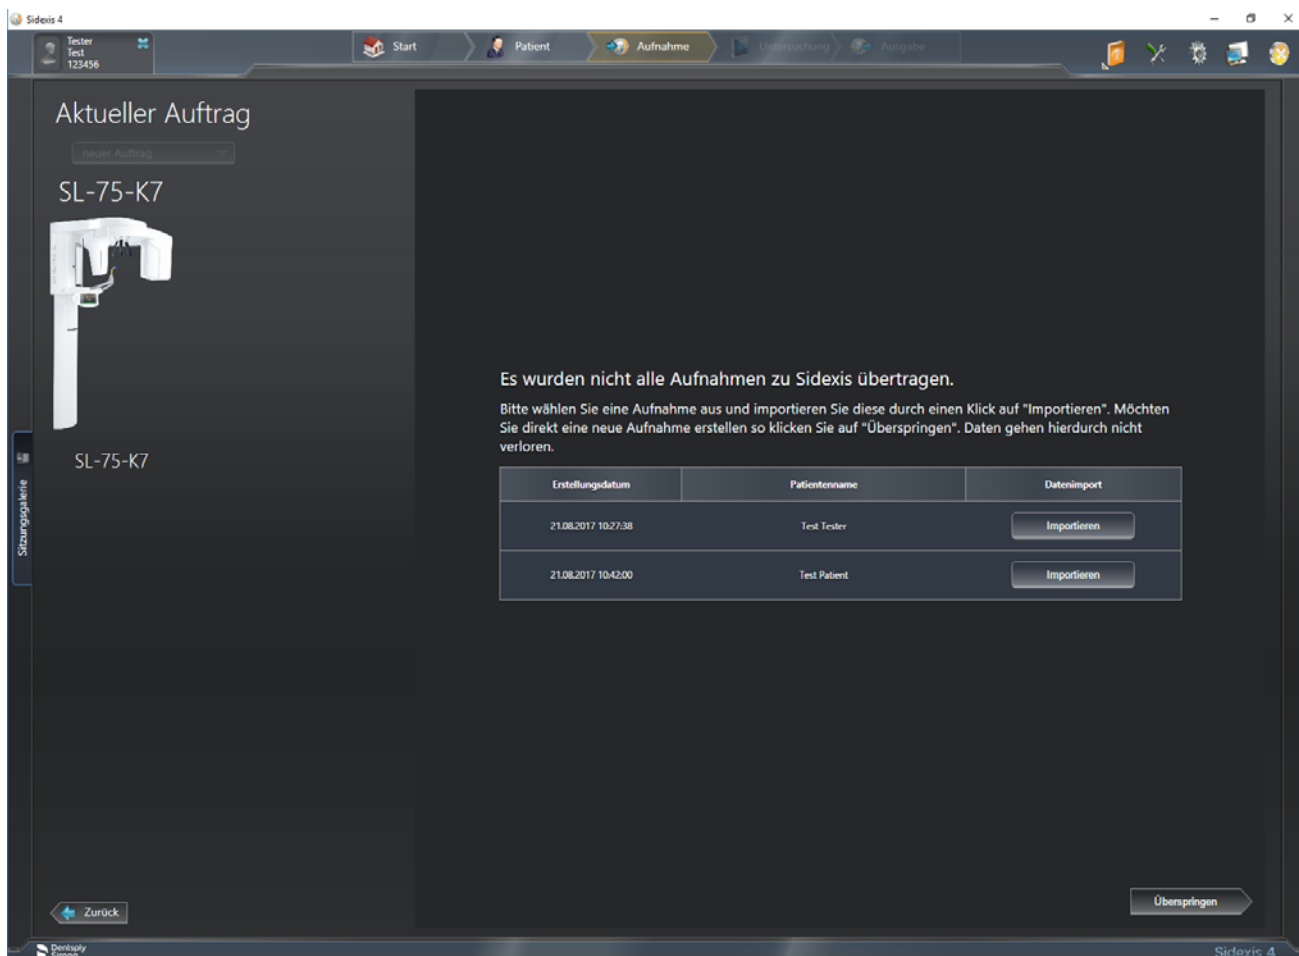 Sidexis 4
Tester
Test
123456
Start
Patient
Aufnahme
Untersuchung
Ausgabe
Aktueller Auftrag
neuer Auftrag
SL-75-K7
SL-75-K7
Sitzungsgalerie
Es wurden nicht alle Aufnahmen zu Sidexis übertragen.
Bitte wählen Sie eine Aufnahme aus und importieren Sie diese durch einen Klick auf "Importieren". Möchten
Sie direkt eine neue Aufnahme erstellen so klicken Sie auf "Überspringen". Daten gehen hierdurch nicht
verloren.
Erstellungsdatum Patientenname Datenimport
21.08.2017 10:27:38 Test Tester Importieren
21.08.2017 10:42:00 Test Patient Importieren
Zurück
Überspringen
Dentsply
Sirona
Sidexis 4